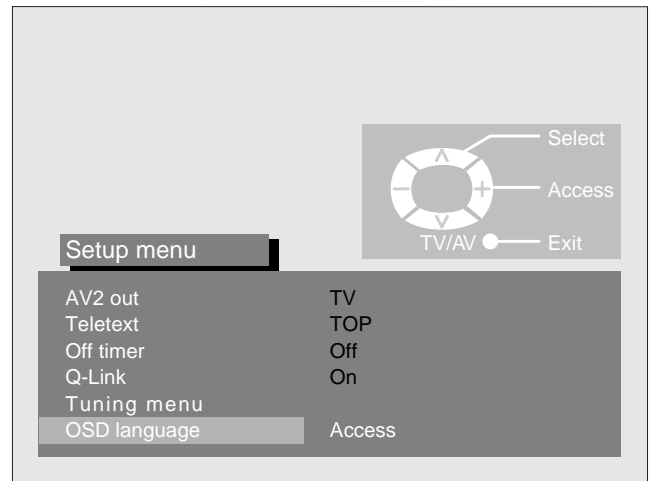 Select
Access
TV/AV Exit
Setup menu
AV2 out TV
Teletext TOP
Off timer Off
Q-Link On
Tuning menu
OSD language Access